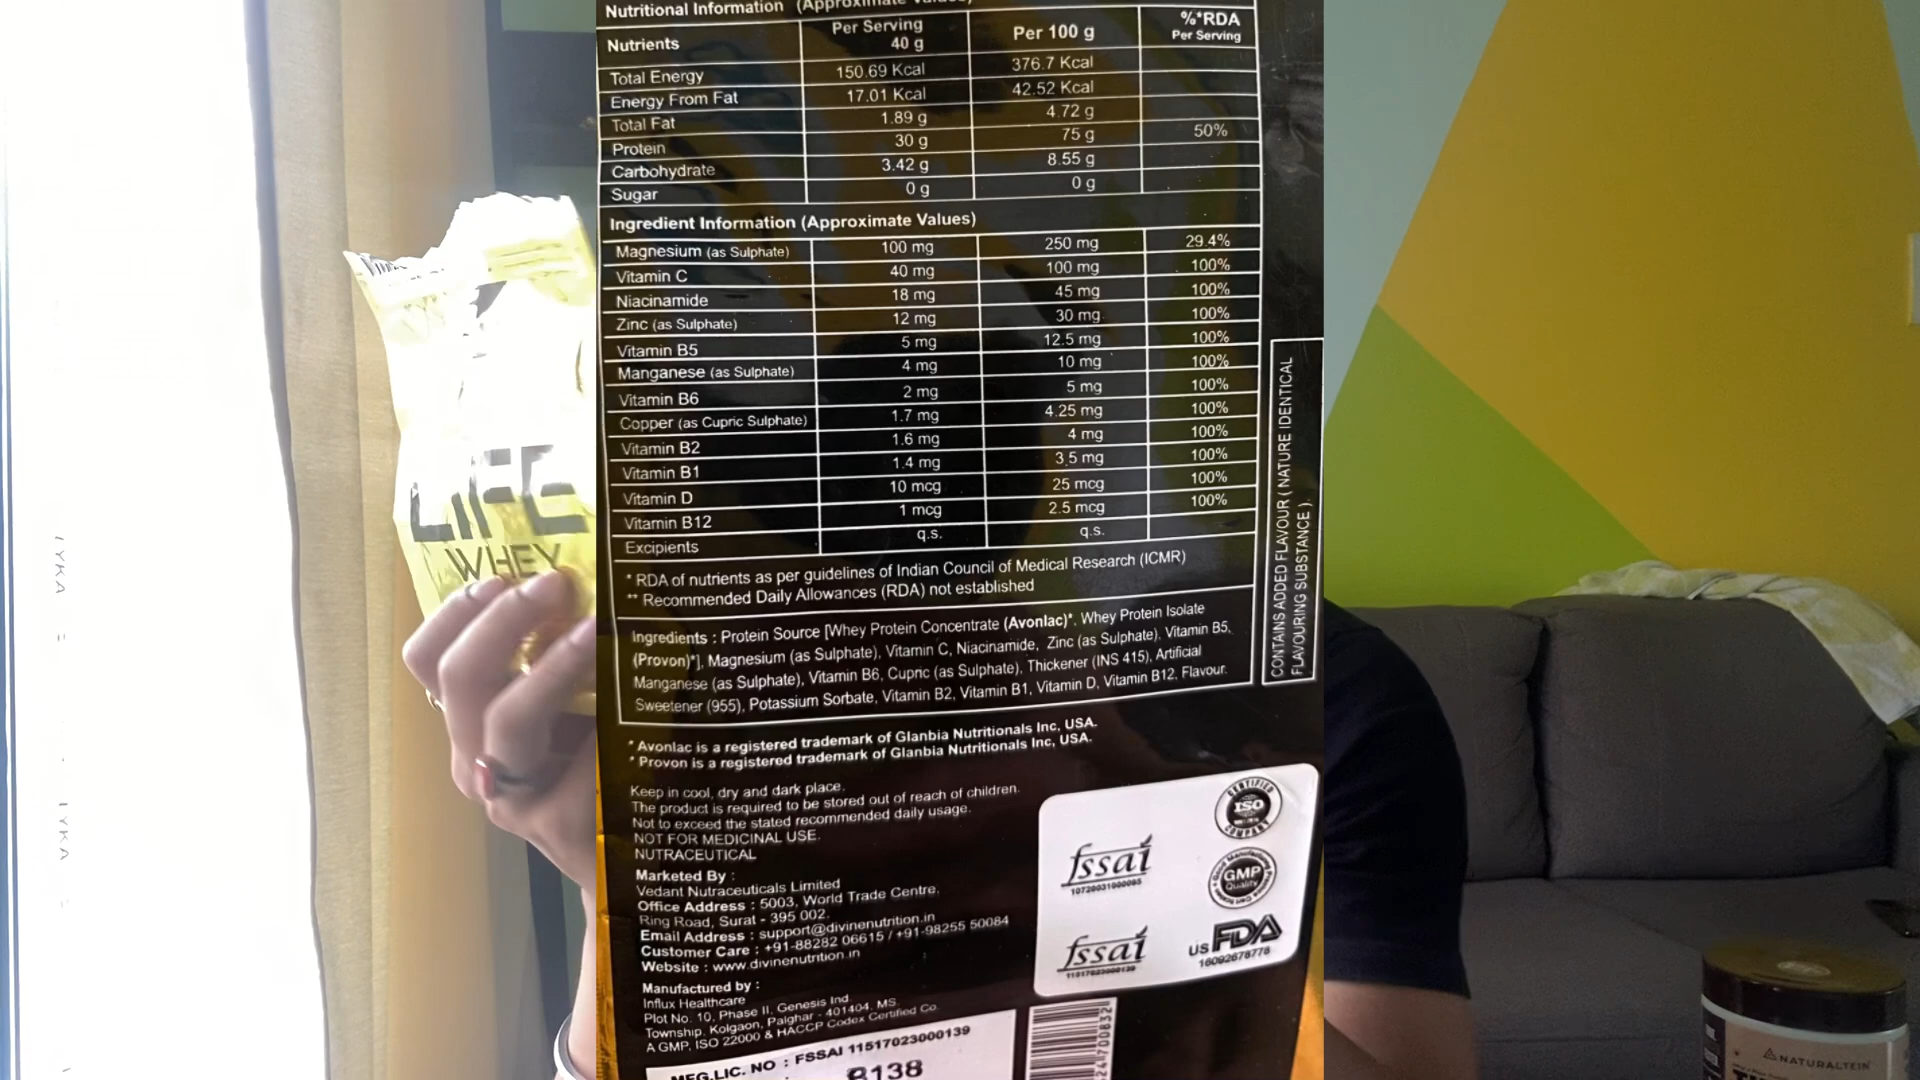 Nutritional Information (Approximate Values)
Nutrients Per Serving 40 g Per 100 g %*RDA Per Serving
Total Energy 150.69 Kcal 376.7 Kcal
Energy From Fat 17.01 Kcal 42.52 Kcal
Total Fat 1.89 g 4.72 g
Protein 30 g 75 g 50%
Carbohydrate 3.42 g 8.55 g
Sugar 0 g 0 g
Ingredient Information (Approximate Values)
Magnesium (as Sulphate) 100 mg 250 mg 29.4%
Vitamin C 40 mg 100 mg 100%
Niacinamide 18 mg 45 mg 100%
Zinc (as Sulphate) 12 mg 30 mg 100%
Vitamin B5 5 mg 12.5 mg 100%
Manganese (as Sulphate) 4 mg 10 mg 100%
Vitamin B6 2 mg 5 mg 100%
Copper (as Cupric Sulphate) 1.7 mg 4.25 mg 100%
Vitamin B2 1.6 mg 4 mg 100%
Vitamin B1 1.4 mg 3.5 mg 100%
Vitamin D 10 mcg 25 mcg 100%
Vitamin B12 1 mcg 2.5 mcg 100%
Excipients q.s. q.s.
* RDA of nutrients as per guidelines of Indian Council of Medical Research (ICMR)
** Recommended Daily Allowances (RDA) not established
Ingredients : Protein Source [Whey Protein Concentrate (Avonlac)*, Whey Protein Isolate
(Provon)*], Magnesium (as Sulphate), Vitamin C, Niacinamide, Zinc (as Sulphate), Vitamin B5,
Manganese (as Sulphate), Vitamin B6, Cupric (as Sulphate), Thickener (INS 415), Artificial
Sweetener (955), Potassium Sorbate, Vitamin B2, Vitamin B1, Vitamin D, Vitamin B12, Flavour.
CONTAINS ADDED FLAVOUR ( NATURE IDENTICAL
FLAVOURING SUBSTANCE ).
* Avonlac is a registered trademark of Glanbia Nutritionals Inc, USA.
* Provon is a registered trademark of Glanbia Nutritionals Inc, USA.
Keep in cool, dry and dark place.
The product is required to be stored out of reach of children.
Not to exceed the stated recommended daily usage.
NOT FOR MEDICINAL USE.
NUTRACEUTICAL
Marketed By :
Vedant Nutraceuticals Limited
Office Address : 5003, World Trade Centre,
Ring Road, Surat - 395 002.
Email Address : support@divinenutrition.in
Customer Care : +91-88282 06615 / +91-98255 50084
Website : www.divinenutrition.in
Manufactured by :
Influx Healthcare
Plot No. 10, Phase II, Genesis Ind.
Township, Kolgaon, Palghar - 401404, MS.
A GMP, ISO 22000 & HACCP Codex Certified Co.
MFG.LIC. NO : FSSAI 11517023000139
B138
CERTIFIED
ISO
COMPANY
fssai
GMP
Quality
fssai
11517023000139
US FDA
16092678778
LIFE
WHEY
NATURALTEIN